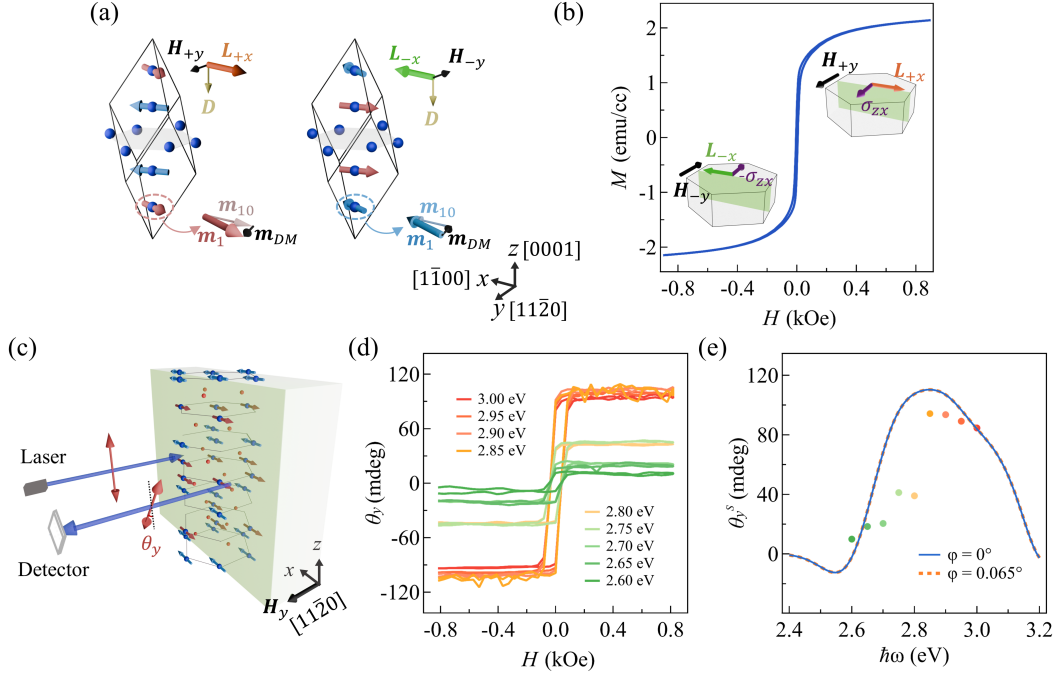 (a)
H₊y L₊ₓ
D
L₋ₓ H₋y
D
m₁₀
m₁ m_DM
m₁₀
m₁ m_DM
z [0001]
[11̄00] x
y [112̄0]
(b)
M (emu/cc)
2
1
0
-1
-2
H₊y L₊ₓ
σzx
L₋ₓ
-σzx
H₋y
-0.8 -0.4 0.0 0.4 0.8
H (kOe)
(c)
Laser
θy
Detector
z
x
Hy
[112̄0]
(d)
θy (mdeg)
120
60
0
-60
-120
3.00 eV
2.95 eV
2.90 eV
2.85 eV
2.80 eV
2.75 eV
2.70 eV
2.65 eV
2.60 eV
-0.8 -0.4 0.0 0.4 0.8
H (kOe)
(e)
θyˢ (mdeg)
120
80
40
0
φ = 0°
φ = 0.065°
2.4 2.6 2.8 3.0 3.2
ħω (eV)